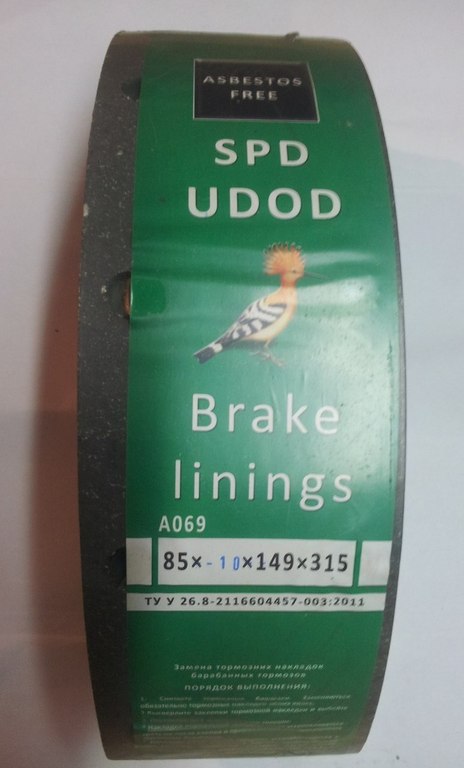 ASBESTOS
FREE
SPD
UDOD
Brake
linings
A069
85×-10×149×315
ТУ У 26.8-2116604457-003:2011
Замена тормозних накладок
барабанных тормозов
ПОРЯДОК ВЫПОЛНЕНИЯ: